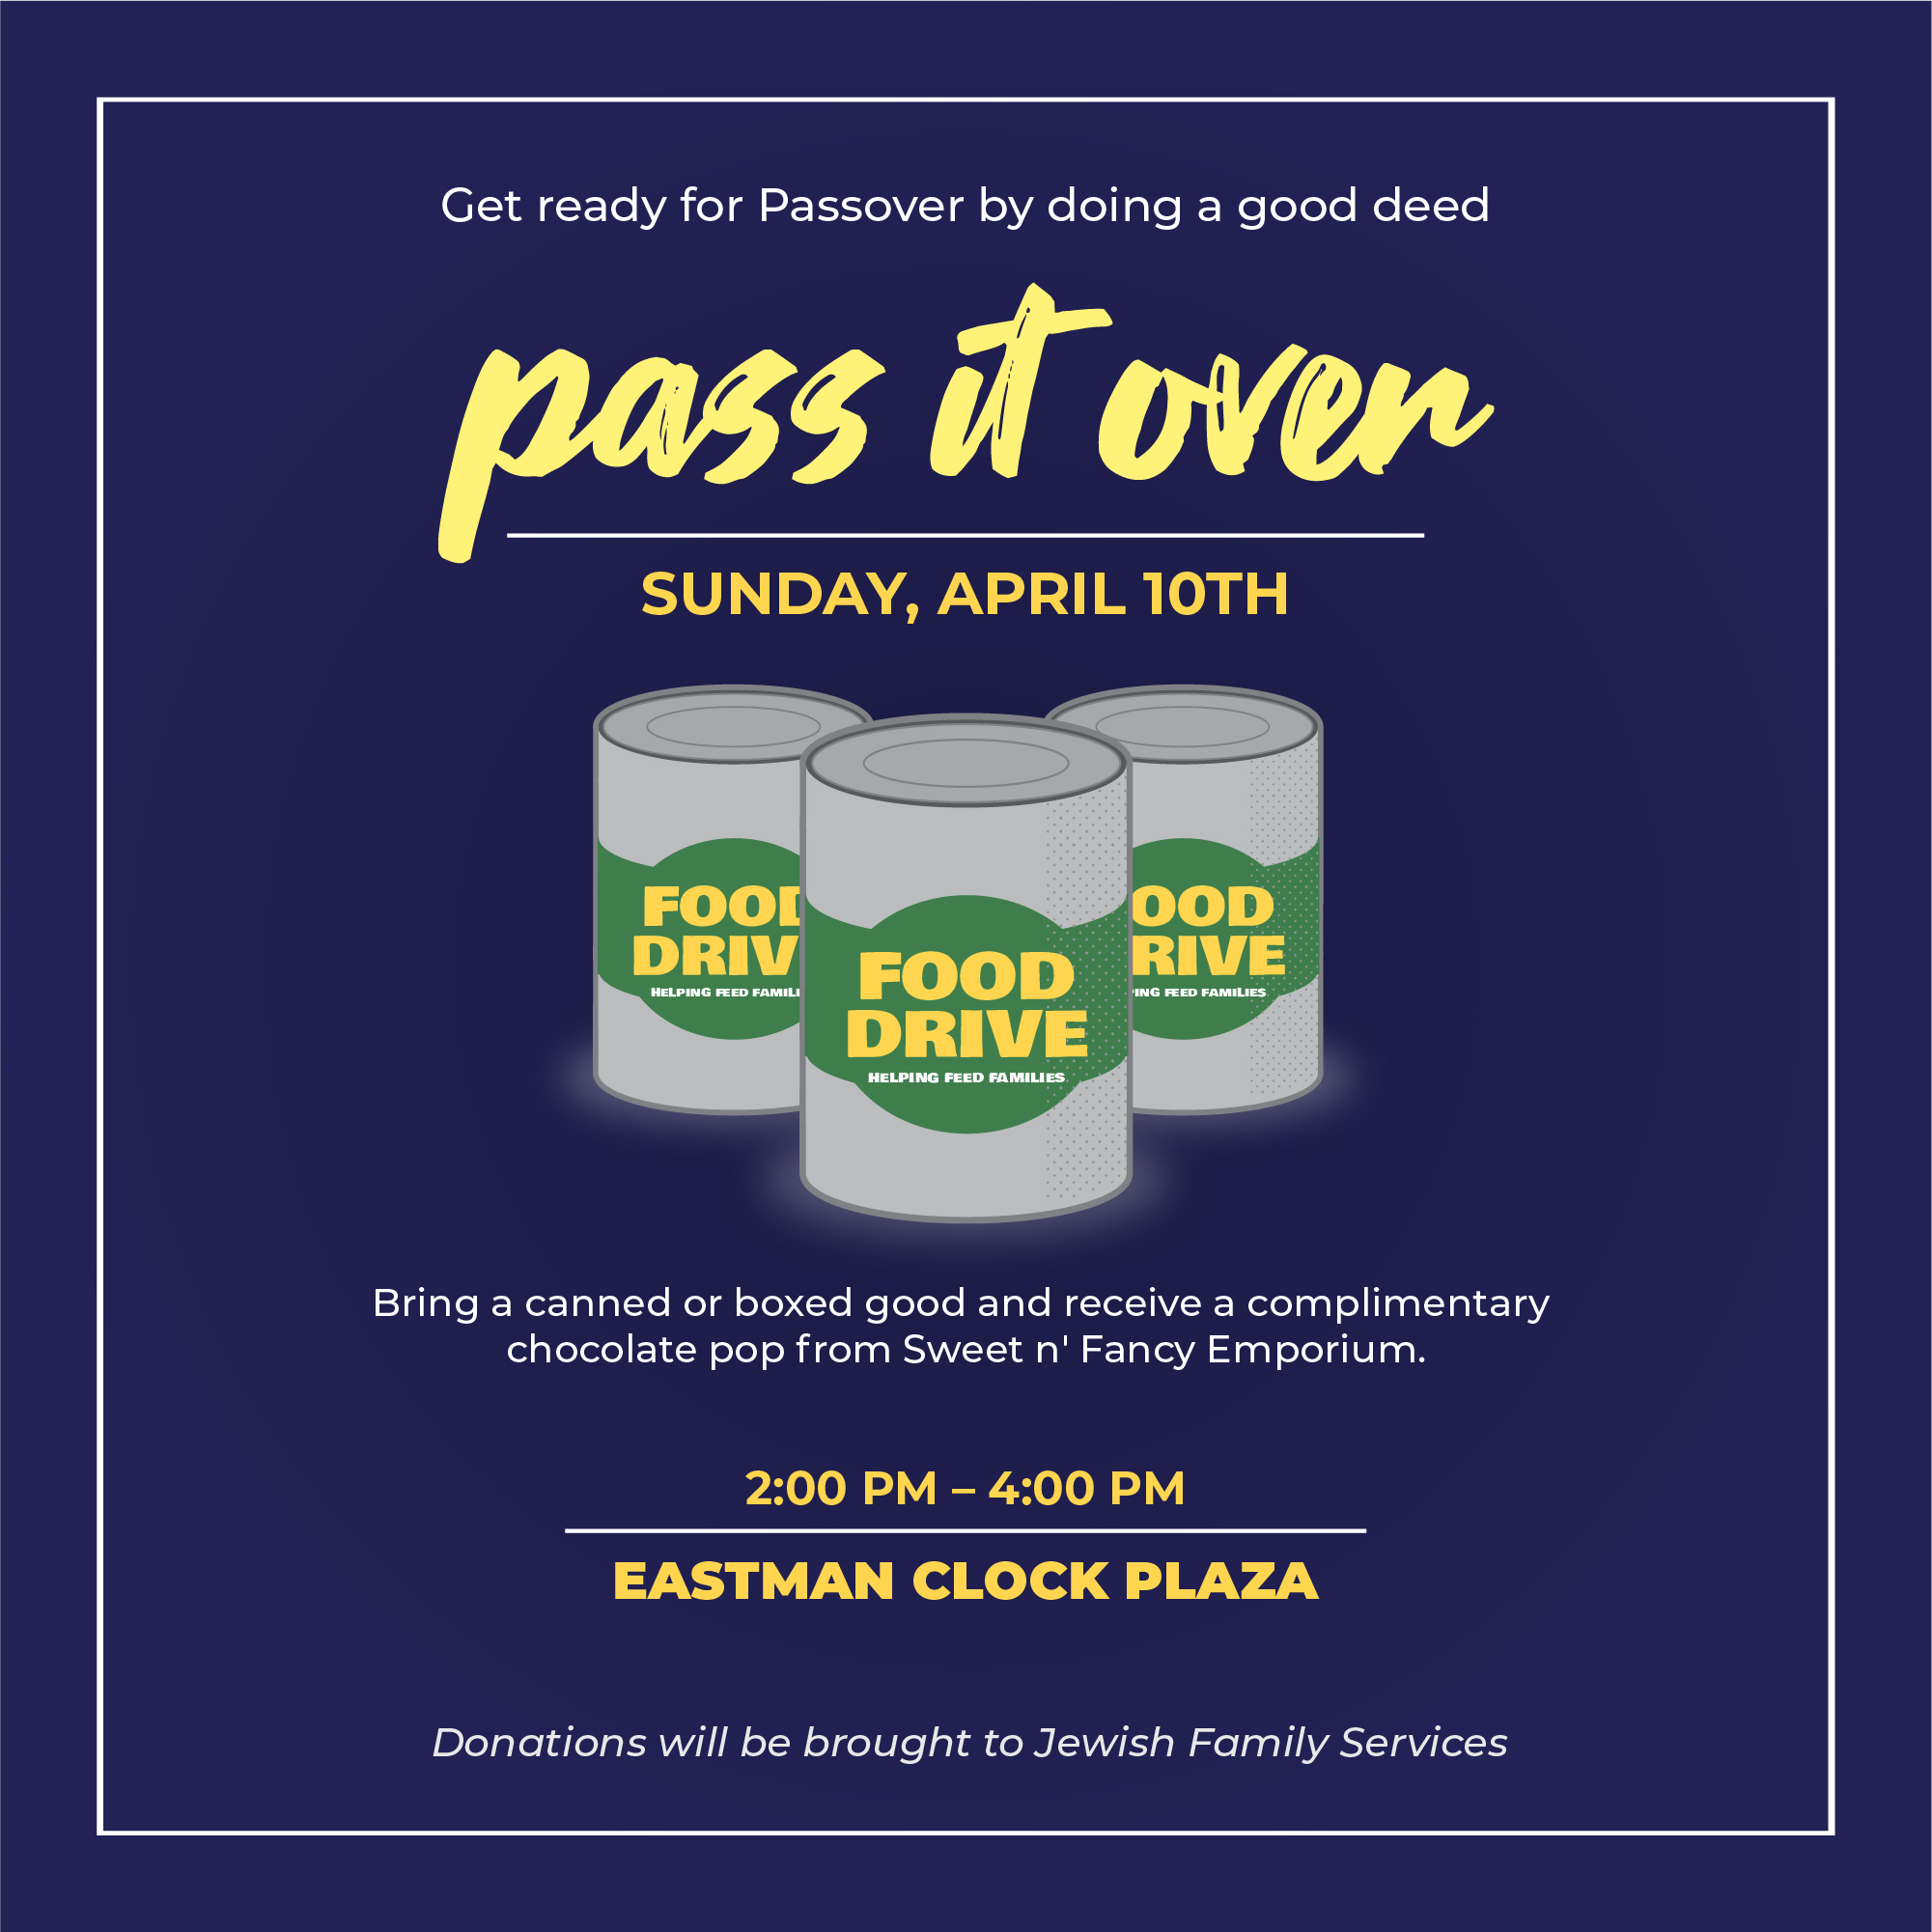 Get ready for Passover by doing a good deed
pass it over
SUNDAY, APRIL 10TH
FOOD
DRIV
HELPING FEED FAMILI
FOOD
DRIVE
HELPING FEED FAMILIES
OOD
RIVE
PING FEED FAMILIES
Bring a canned or boxed good and receive a complimentary
chocolate pop from Sweet n' Fancy Emporium.
2:00 PM – 4:00 PM
EASTMAN CLOCK PLAZA
Donations will be brought to Jewish Family Services